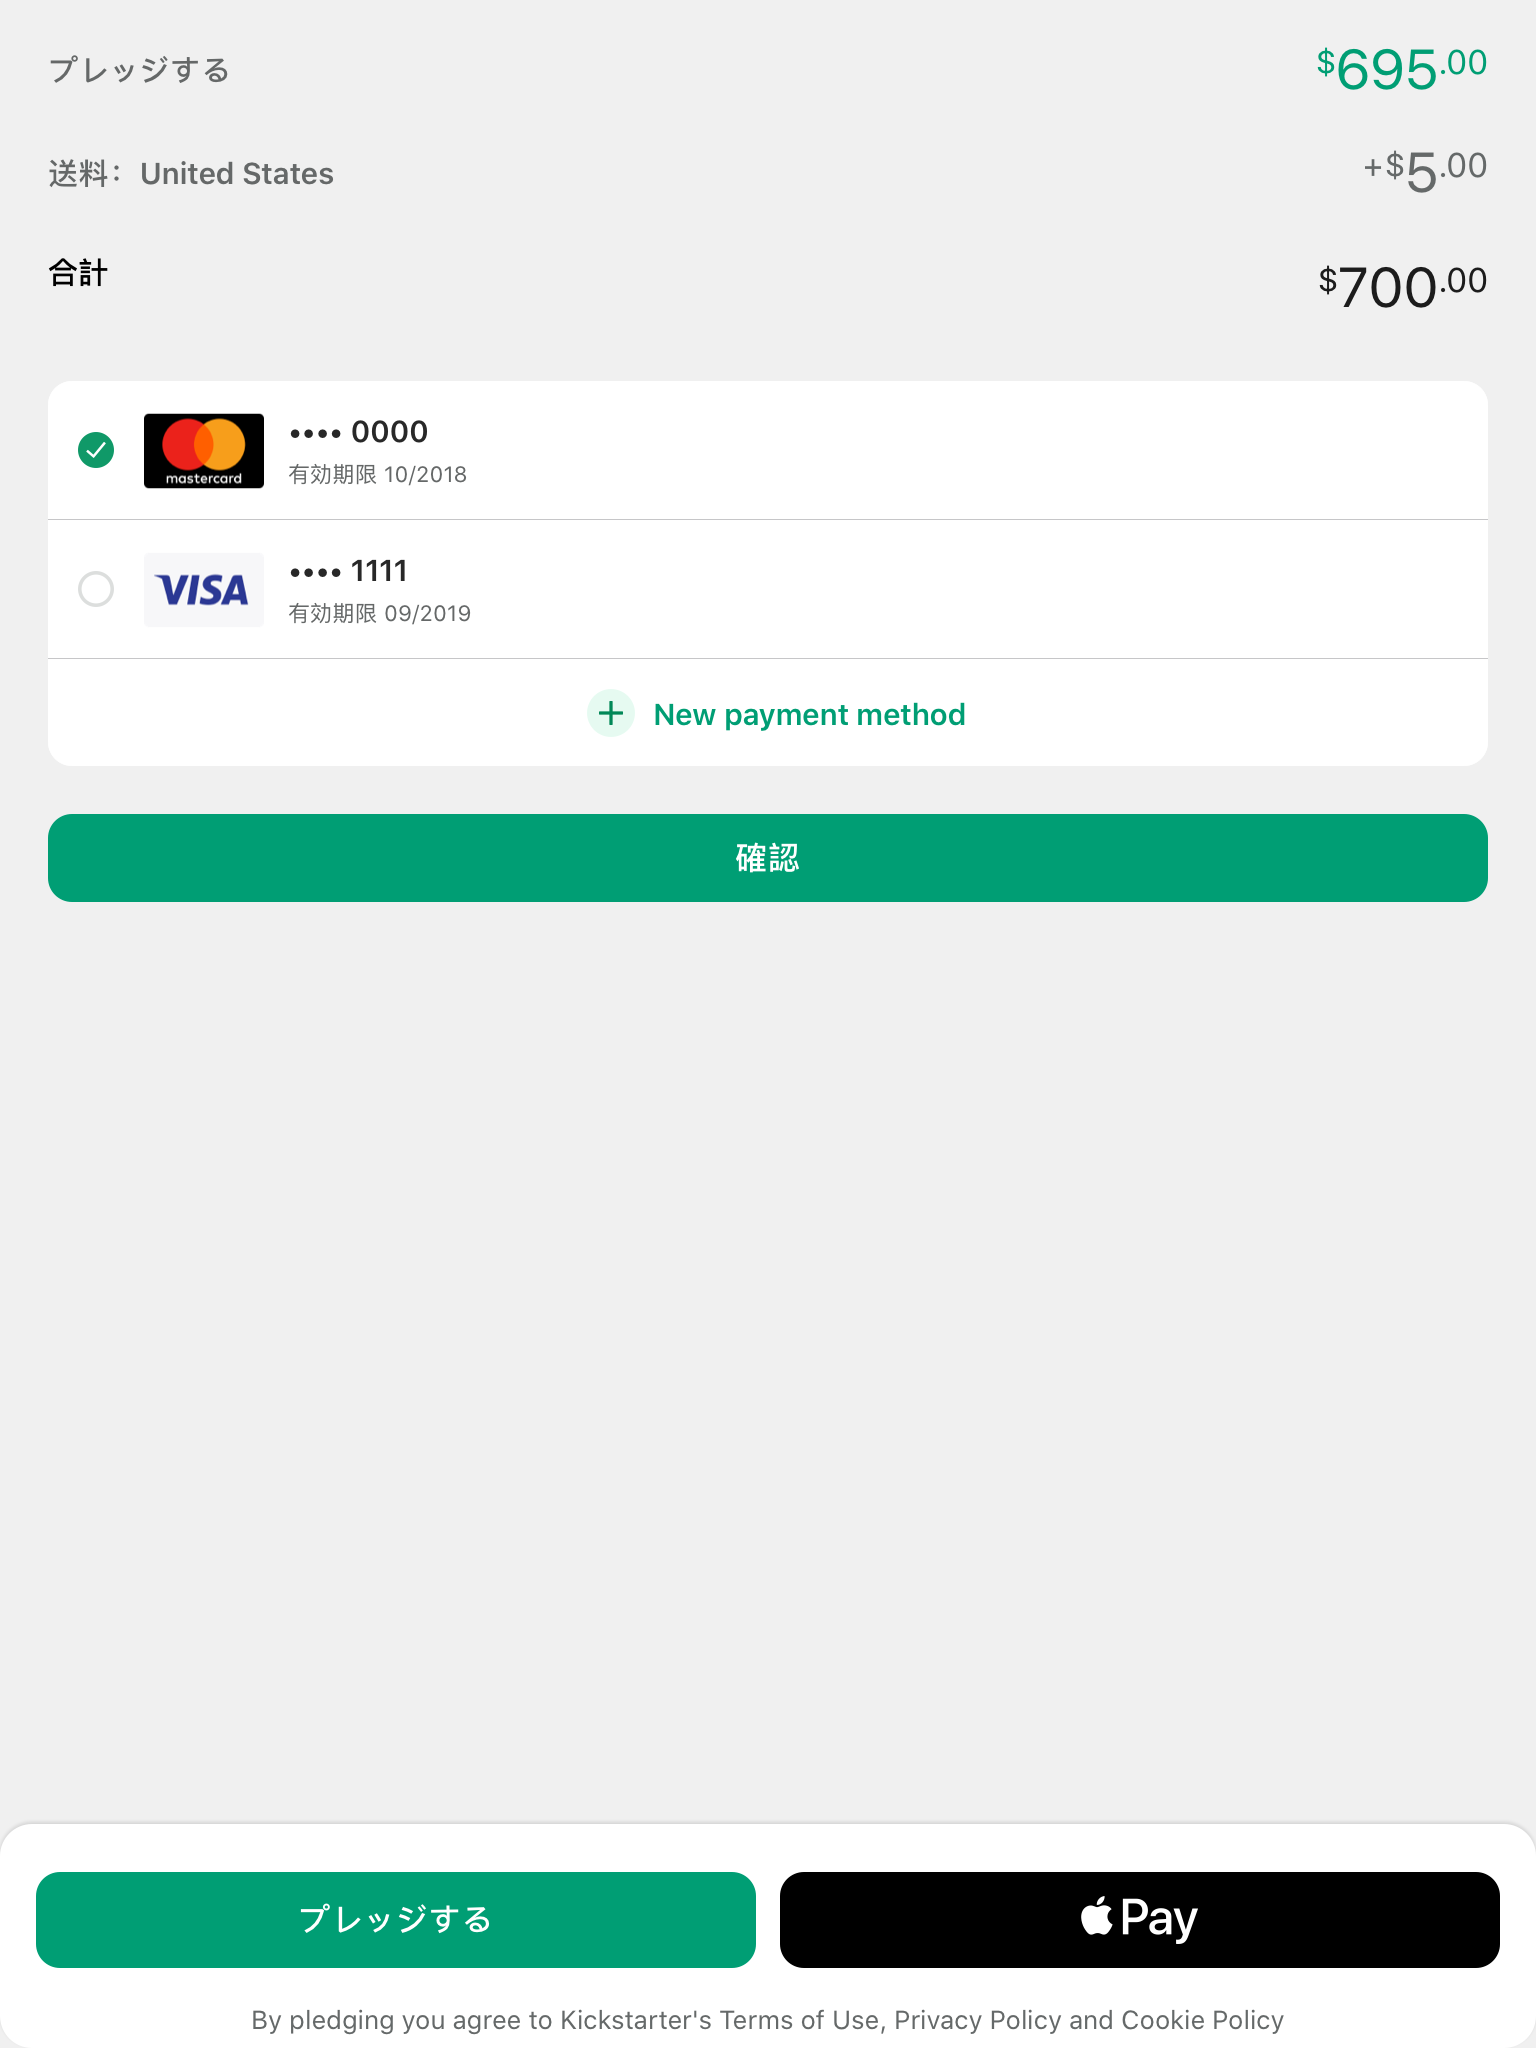 プレッジする $695.00
送料： United States +$5.00
合計 $700.00
mastercard •••• 0000
有効期限 10/2018
VISA •••• 1111
有効期限 09/2019
New payment method
確認
プレッジする Pay
By pledging you agree to Kickstarter's Terms of Use, Privacy Policy and Cookie Policy